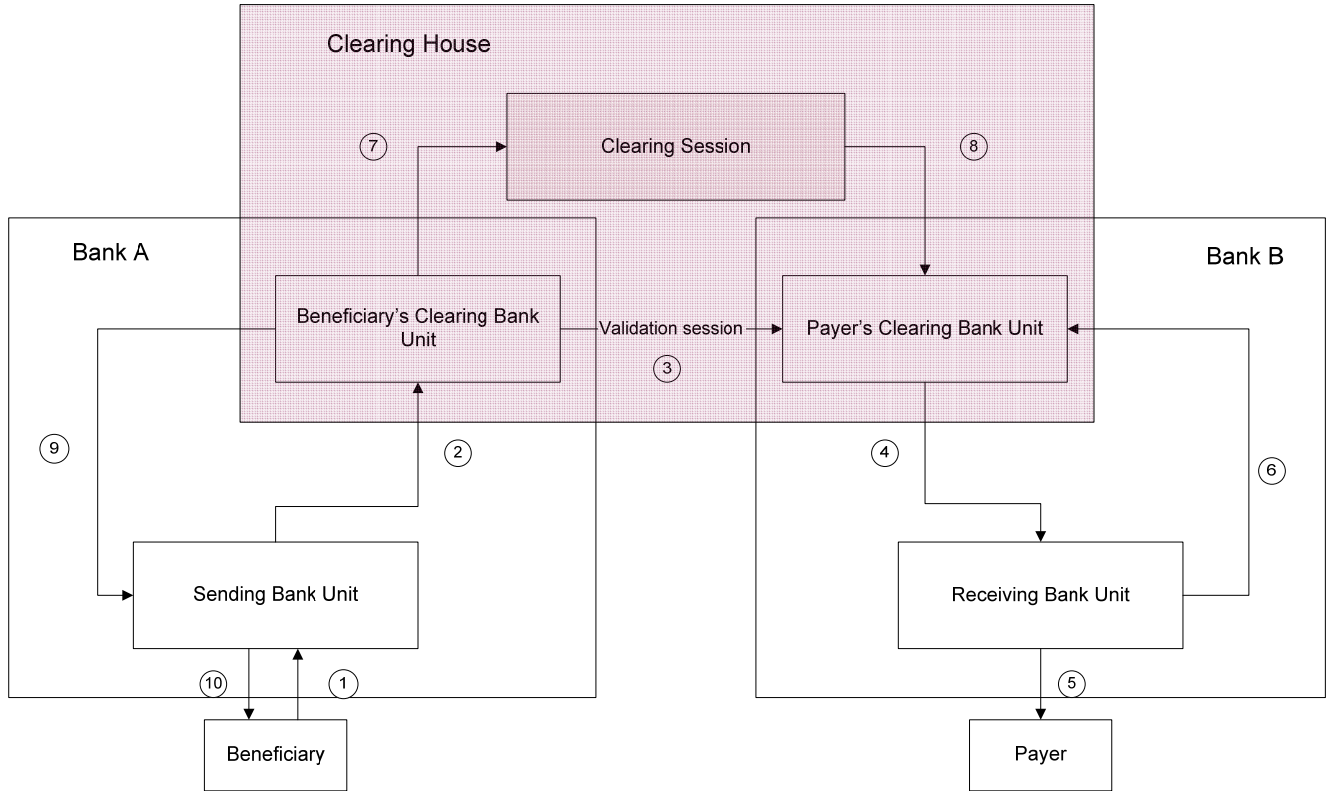 Clearing House
7
Clearing Session
8
Bank A
Bank B
Beneficiary’s Clearing Bank
Unit
Validation session
Payer’s Clearing Bank Unit
3
9
2
4
6
Sending Bank Unit
Receiving Bank Unit
10
1
5
Beneficiary
Payer